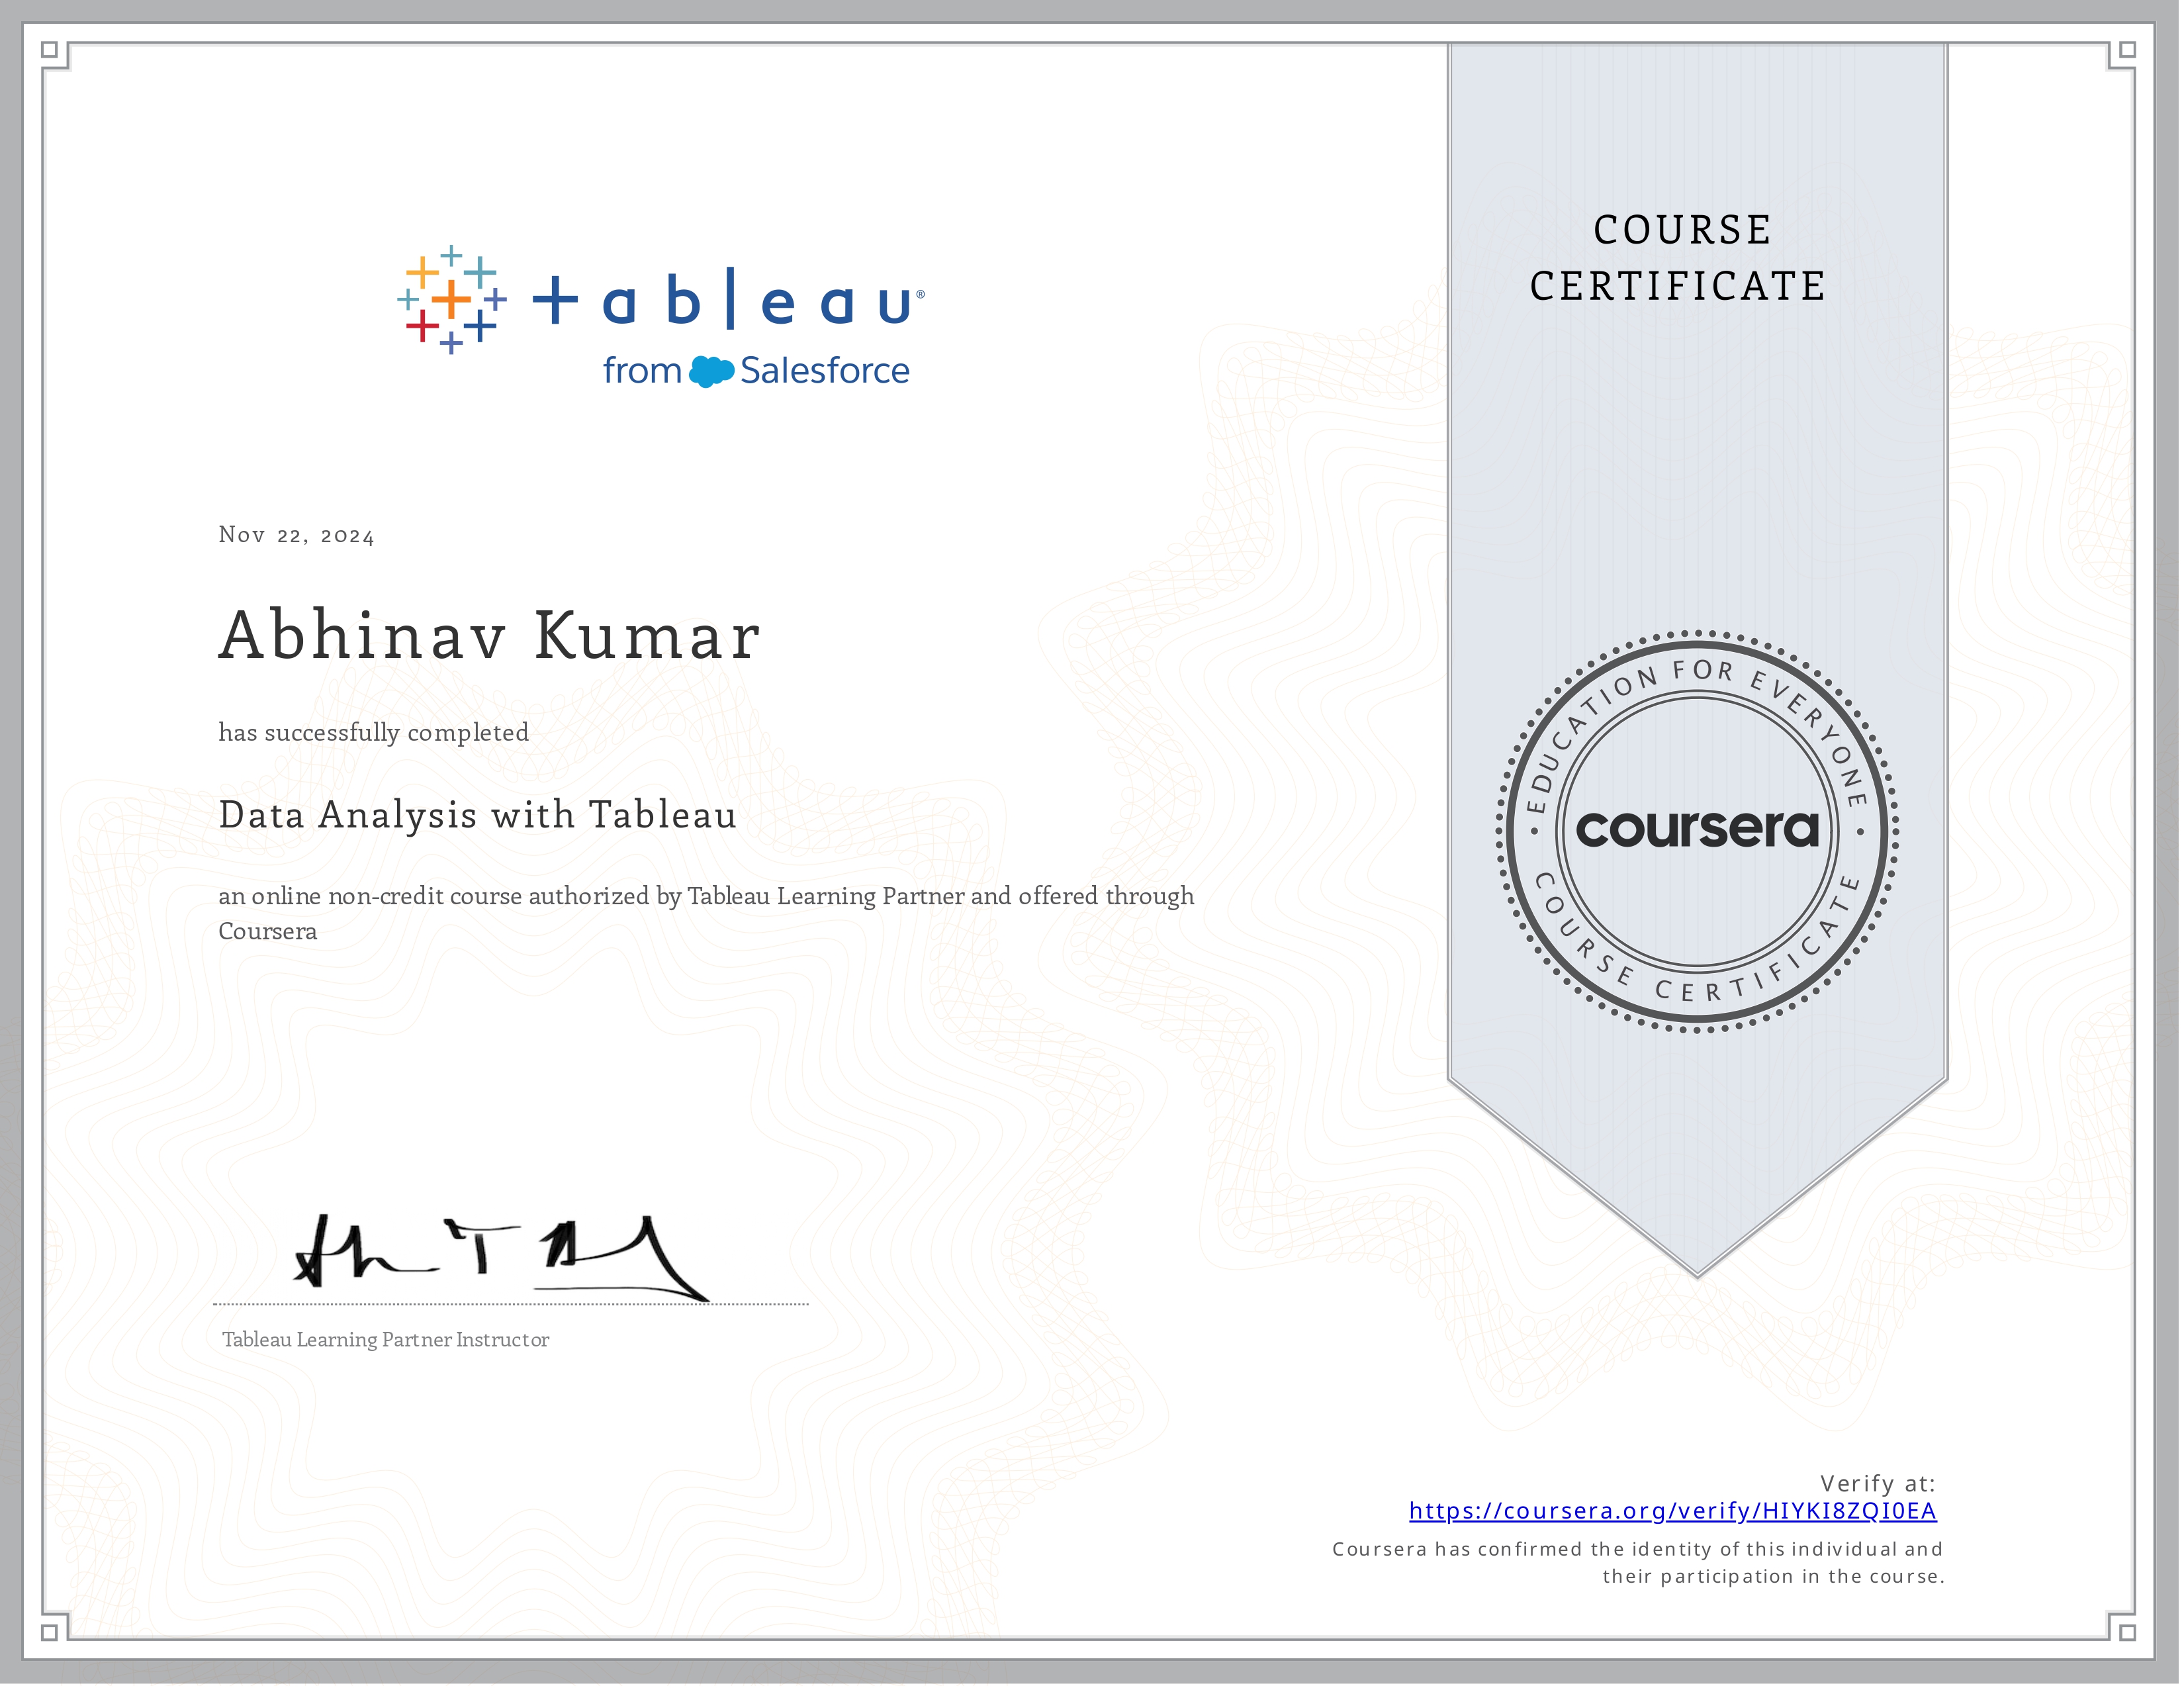 +ableau®
from Salesforce
COURSE
CERTIFICATE
Nov 22, 2024
Abhinav Kumar
has successfully completed
Data Analysis with Tableau
an online non-credit course authorized by Tableau Learning Partner and offered through
Coursera
EDUCATION FOR EVERYONE
coursera
COURSE CERTIFICATE
Tableau Learning Partner Instructor
Verify at:
https://coursera.org/verify/HIYKI8ZQI0EA
Coursera has confirmed the identity of this individual and
their participation in the course.